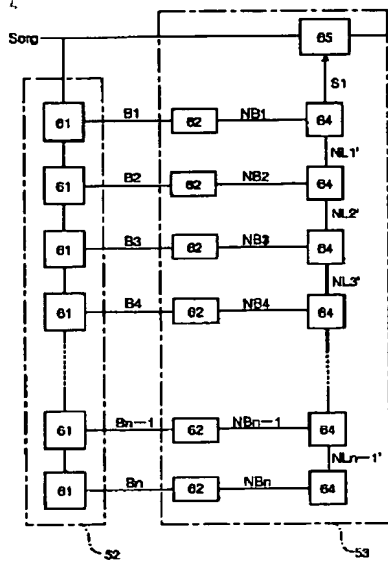 Sorg 65
S1
61 B1 62 NB1 64
NL1'
61 B2 62 NB2 64
NL2'
61 B3 62 NB3 64
NL3'
61 B4 62 NB4 64
61 Bn−1 62 NBn−1 64
NLn−1'
61 Bn 62 NBn 64
52 53